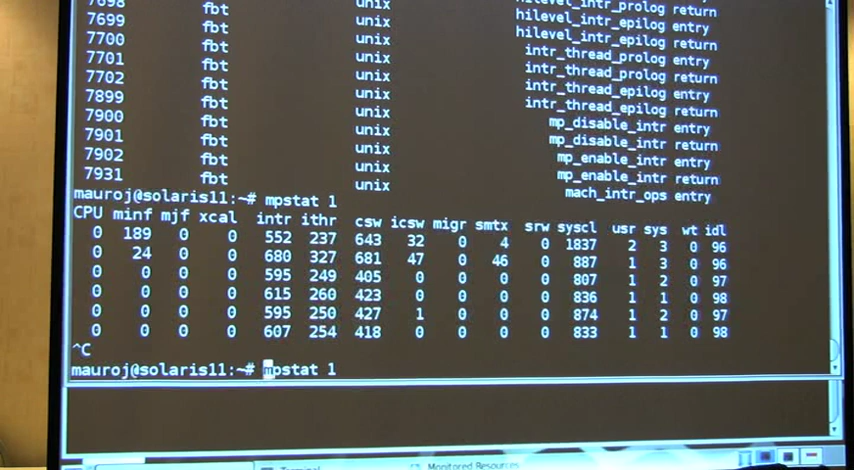 7698 fbt unix hilevel_intr_prolog return
7699 fbt unix hilevel_intr_epilog entry
7700 fbt unix hilevel_intr_epilog return
7701 fbt unix intr_thread_prolog entry
7702 fbt unix intr_thread_prolog return
7899 fbt unix intr_thread_epilog entry
7900 fbt unix intr_thread_epilog return
7901 fbt unix mp_disable_intr entry
7902 fbt unix mp_disable_intr return
7931 fbt unix mp_enable_intr entry
mp_enable_intr return
mach_intr_ops entry
mauroj@solaris11:~# mpstat 1
CPU minf mjf xcal intr ithr csw icsw migr smtx srw syscl usr sys wt idl
0 189 0 0 552 237 643 32 0 4 0 1837 2 3 0 96
0 24 0 0 680 327 681 47 0 46 0 887 1 3 0 96
0 0 0 0 595 249 405 0 0 0 0 807 1 2 0 97
0 0 0 0 615 260 423 0 0 0 0 836 1 1 0 98
0 0 0 0 595 250 427 1 0 0 0 874 1 2 0 97
0 0 0 0 607 254 418 0 0 0 0 833 1 1 0 98
^C
mauroj@solaris11:~# mpstat 1
Terminal Monitored Resources